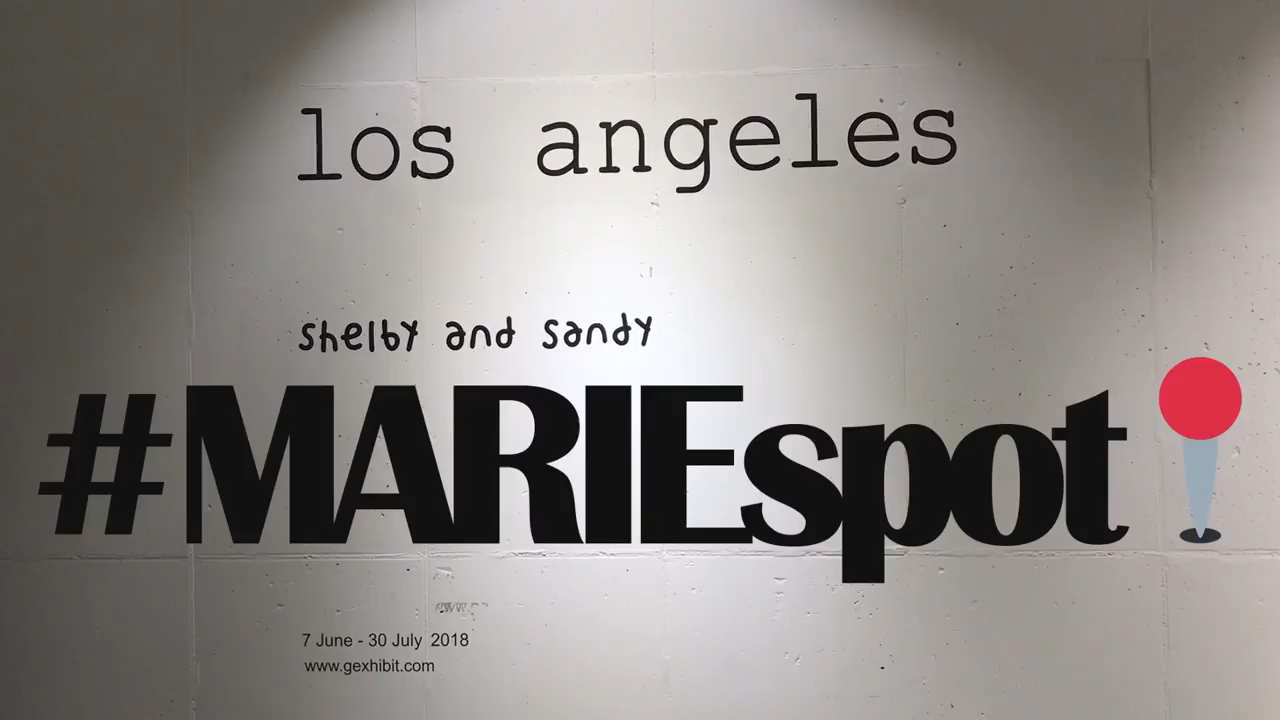 los angeles
shelby and sandy
#MARIEspot
7 June - 30 July 2018
www.gexhibit.com